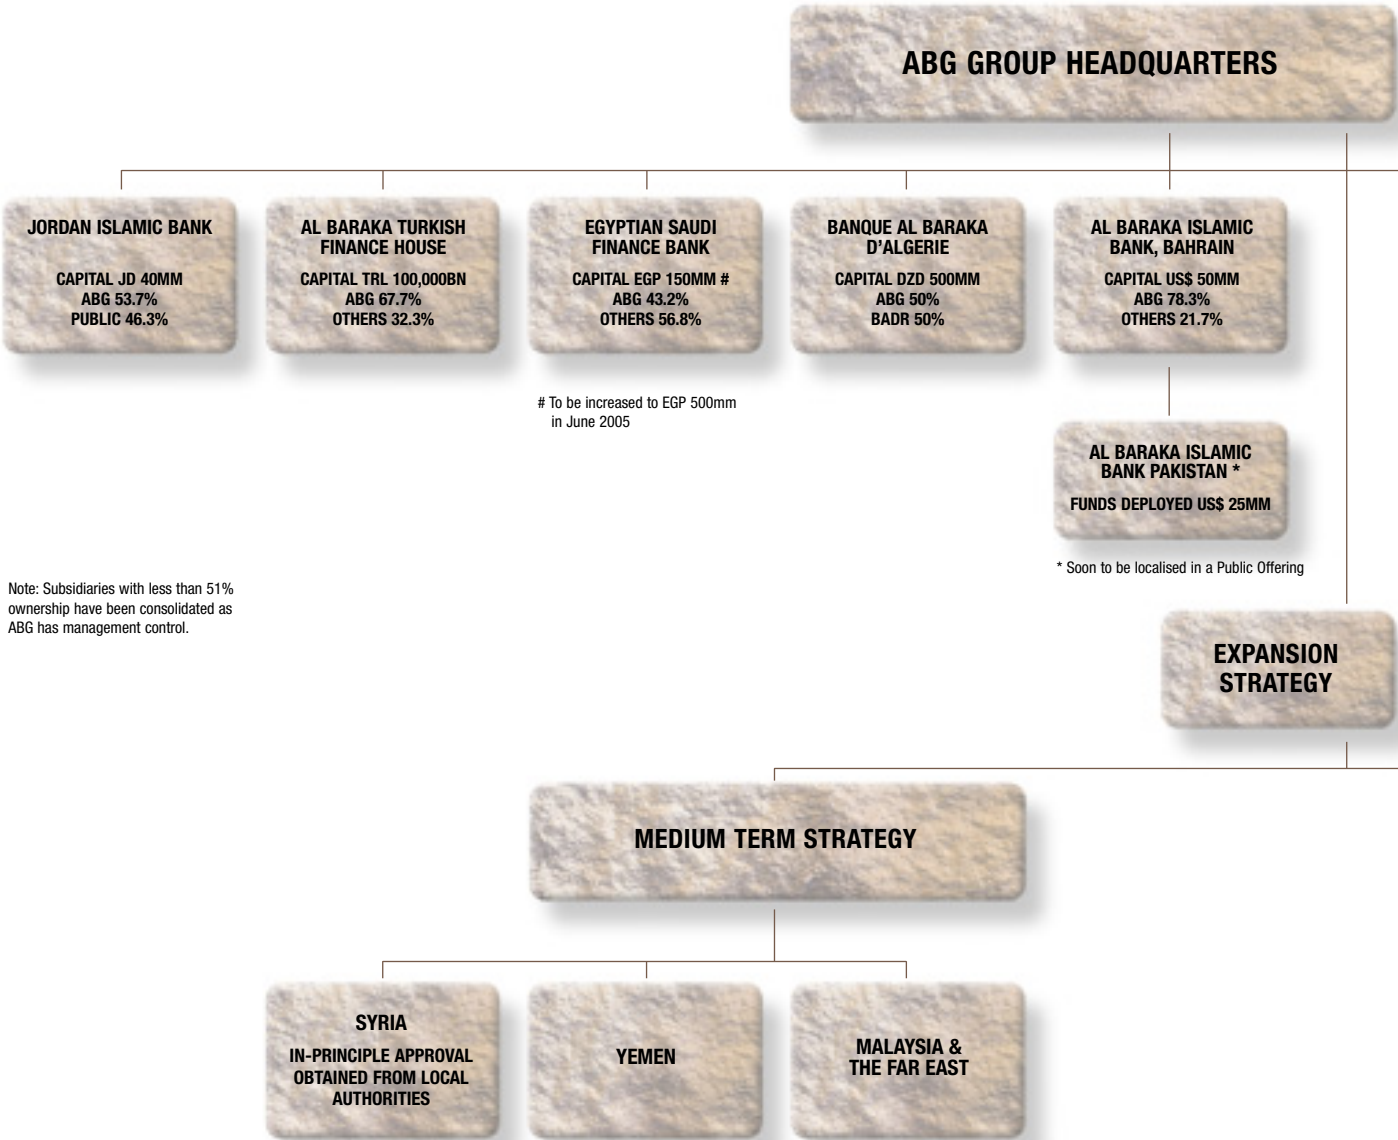 ABG GROUP HEADQUARTERS
JORDAN ISLAMIC BANK
CAPITAL JD 40MM
ABG 53.7%
PUBLIC 46.3%
AL BARAKA TURKISH
FINANCE HOUSE
CAPITAL TRL 100,000BN
ABG 67.7%
OTHERS 32.3%
EGYPTIAN SAUDI
FINANCE BANK
CAPITAL EGP 150MM #
ABG 43.2%
OTHERS 56.8%
BANQUE AL BARAKA
D’ALGERIE
CAPITAL DZD 500MM
ABG 50%
BADR 50%
AL BARAKA ISLAMIC
BANK, BAHRAIN
CAPITAL US$ 50MM
ABG 78.3%
OTHERS 21.7%
# To be increased to EGP 500mm
in June 2005
AL BARAKA ISLAMIC
BANK PAKISTAN *
FUNDS DEPLOYED US$ 25MM
* Soon to be localised in a Public Offering
Note: Subsidiaries with less than 51%
ownership have been consolidated as
ABG has management control.
EXPANSION
STRATEGY
MEDIUM TERM STRATEGY
SYRIA
IN-PRINCIPLE APPROVAL
OBTAINED FROM LOCAL
AUTHORITIES
YEMEN
MALAYSIA &
THE FAR EAST